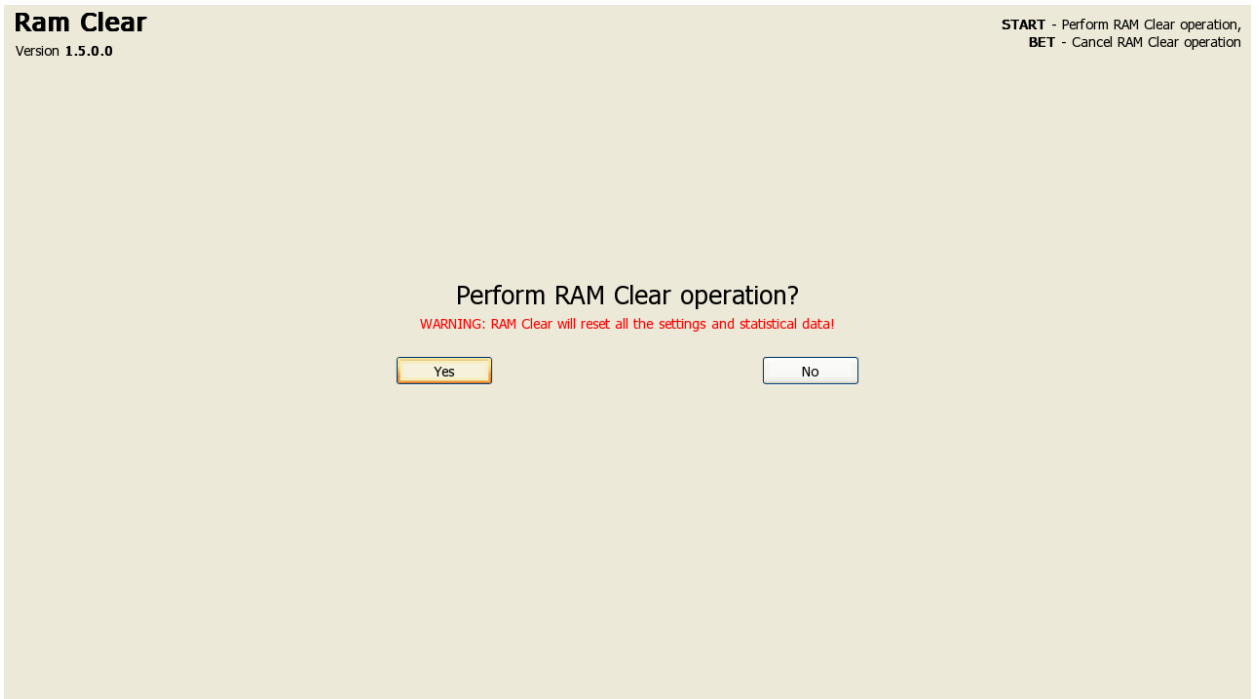 Ram Clear
Version 1.5.0.0
START - Perform RAM Clear operation,
BET - Cancel RAM Clear operation
Perform RAM Clear operation?
WARNING: RAM Clear will reset all the settings and statistical data!
Yes
No